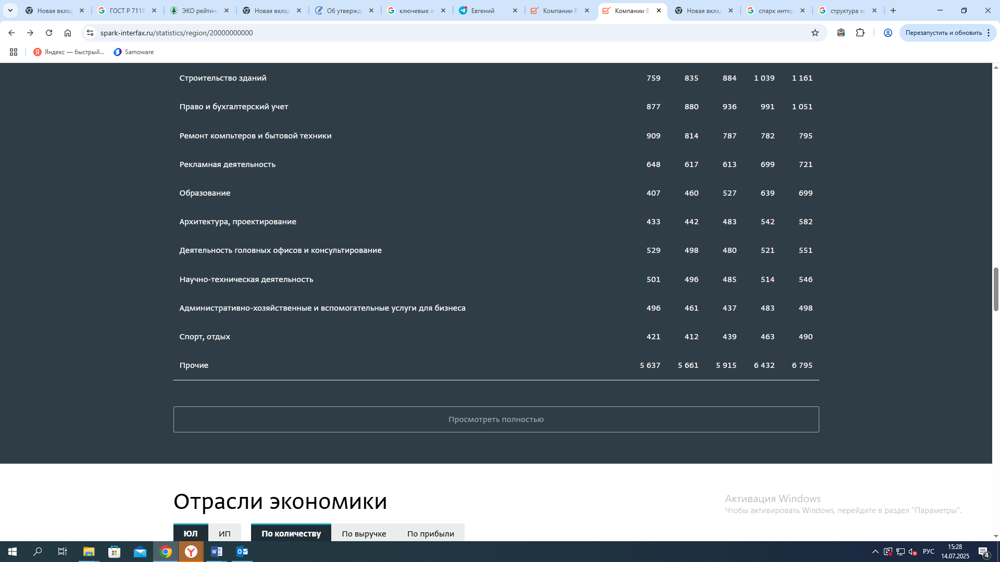 Новая вклад
ГОСТ Р 7119
ЭКО рейтин
Новая вклад
Об утвержде
ключевые а
Евгений
Компании Р
Компании В
Новая вклад
спарк интер
структура хо
spark-interfax.ru/statistics/region/20000000000
Перезапустить и обновить
Яндекс — быстрый...
Samoware
Строительство зданий 759 835 884 1 039 1 161
Право и бухгалтерский учет 877 880 936 991 1 051
Ремонт компьтеров и бытовой техники 909 814 787 782 795
Рекламная деятельность 648 617 613 699 721
Образование 407 460 527 639 699
Архитектура, проектирование 433 442 483 542 582
Деятельность головных офисов и консультирование 529 498 480 521 551
Научно-техническая деятельность 501 496 485 514 546
Административно-хозяйственные и вспомогательные услуги для бизнеса 496 461 437 483 498
Спорт, отдых 421 412 439 463 490
Прочие 5 637 5 661 5 915 6 432 6 795
Просмотреть полностью
Отрасли экономики
Активация Windows
Чтобы активировать Windows, перейдите в раздел "Параметры".
ЮЛ ИП По количеству По выручке По прибыли
РУС
15:28
14.07.2025
4